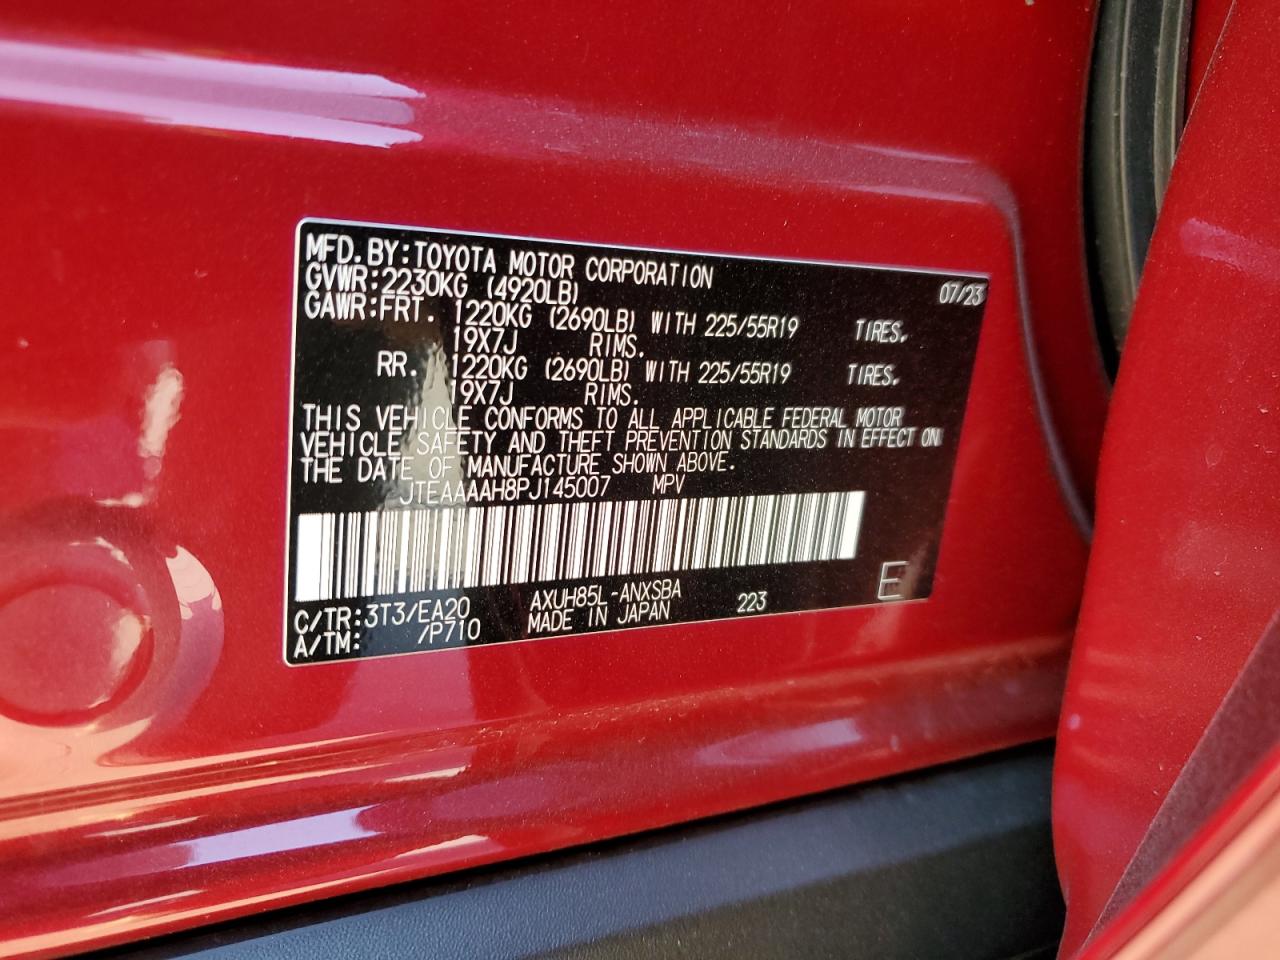 MFD.BY:TOYOTA MOTOR CORPORATION 07/23
GVWR:2230KG (4920LB)
GAWR:FRT. 1220KG (2690LB) WITH 225/55R19 TIRES,
19X7J RIMS.
RR. 1220KG (2690LB) WITH 225/55R19 TIRES,
19X7J RIMS.
THIS VEHICLE CONFORMS TO ALL APPLICABLE FEDERAL MOTOR
VEHICLE SAFETY AND THEFT PREVENTION STANDARDS IN EFFECT ON
THE DATE OF MANUFACTURE SHOWN ABOVE.
JTEAAAAH8PJ145007 MPV
C/TR:3T3/EA20 AXUH85L-ANXSBA 223 E
A/TM: /P710 MADE IN JAPAN